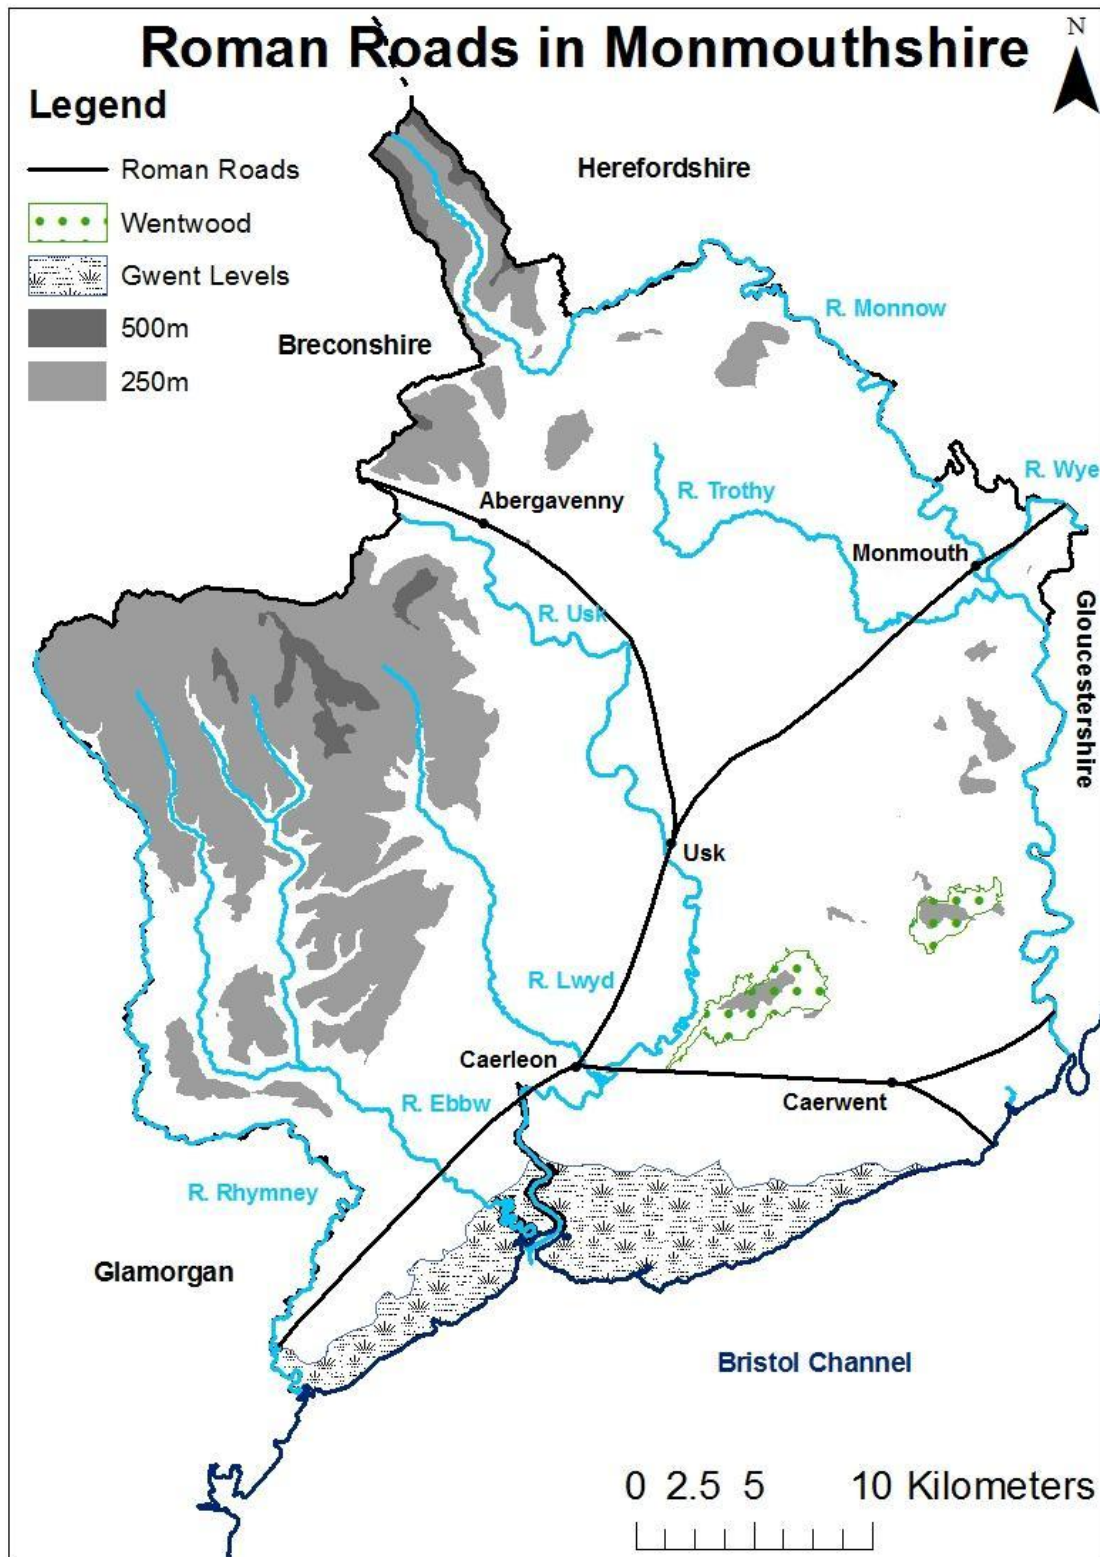 Roman Roads in Monmouthshire
N
Legend
Roman Roads
Wentwood
Gwent Levels
500m
250m
Herefordshire
Breconshire
R. Monnow
R. Wye
R. Trothy
Abergavenny
Monmouth
R. Usk
Gloucestershire
Usk
R. Lwyd
Caerleon
Caerwent
R. Ebbw
R. Rhymney
Glamorgan
Bristol Channel
0 2.5 5 10 Kilometers